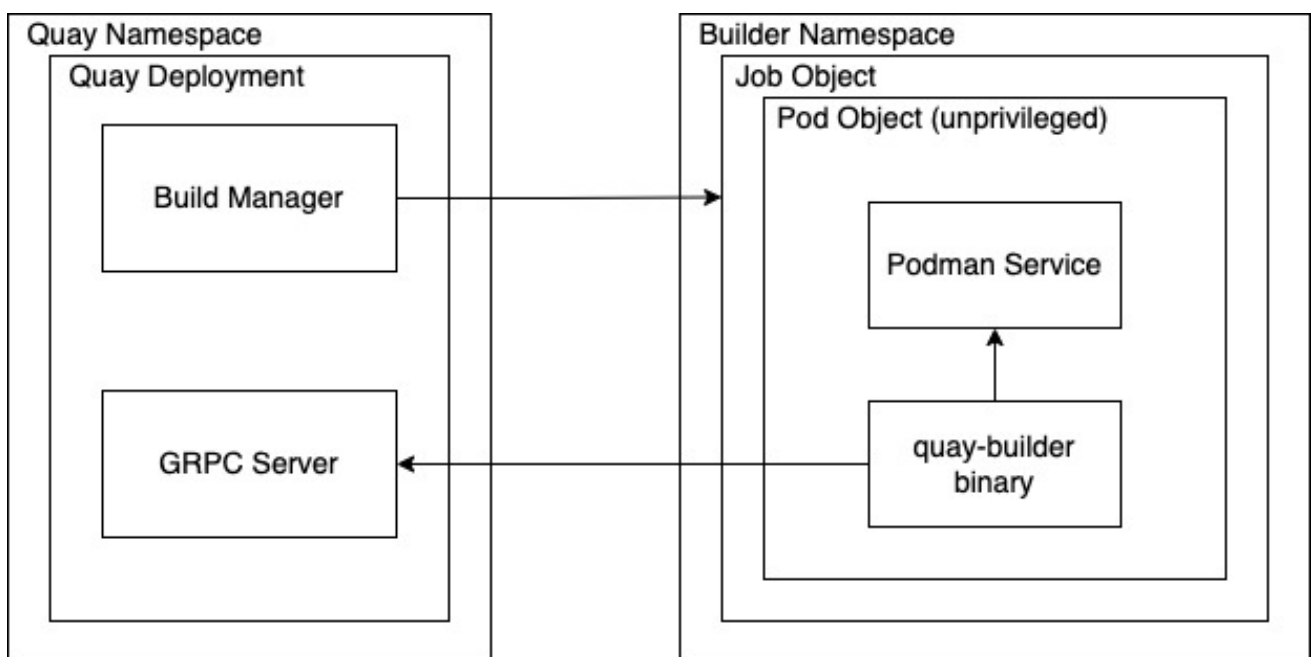 Quay Namespace
Quay Deployment
Build Manager
GRPC Server
Builder Namespace
Job Object
Pod Object (unprivileged)
Podman Service
quay-builder
binary